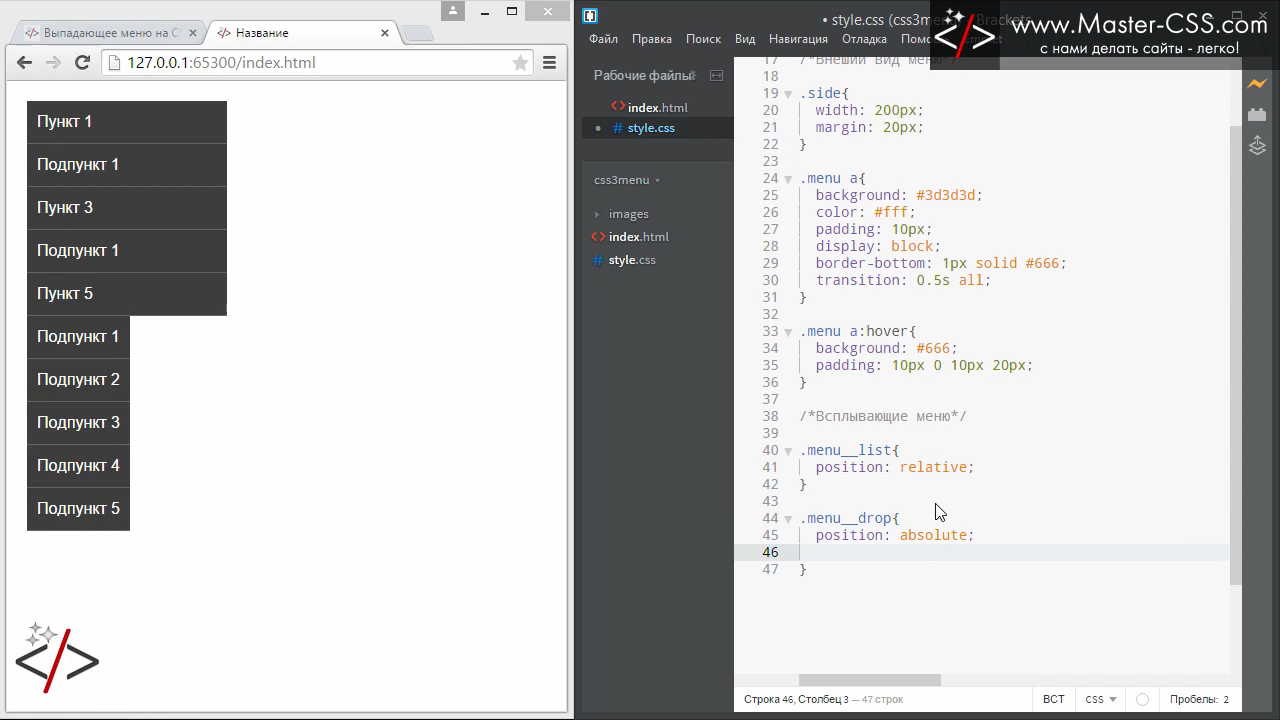 Выпадающее меню на C
Название
127.0.0.1:65300/index.html
Пункт 1
Подпункт 1
Пункт 3
Подпункт 1
Пункт 5
Подпункт 1
Подпункт 2
Подпункт 3
Подпункт 4
Подпункт 5
• style.css (css3me Brackets
www.Master-CSS.com
с нами делать сайты - легко!
Файл Правка Поиск Вид Навигация Отладка
Рабочие файлы
index.html
style.css
css3menu
images
index.html
style.css
17 /*Внеший вид меню*/
18
19 .side{
20 width: 200px;
21 margin: 20px;
22 }
23
24 .menu a{
25 background: #3d3d3d;
26 color: #fff;
27 padding: 10px;
28 display: block;
29 border-bottom: 1px solid #666;
30 transition: 0.5s all;
31 }
32
33 .menu a:hover{
34 background: #666;
35 padding: 10px 0 10px 20px;
36 }
37
38 /*Всплывающие меню*/
39
40 .menu__list{
41 position: relative;
42 }
43
44 .menu__drop{
45 position: absolute;
46
47 }
Строка 46, Столбец 3 — 47 строк
ВСТ
CSS
Пробелы: 2